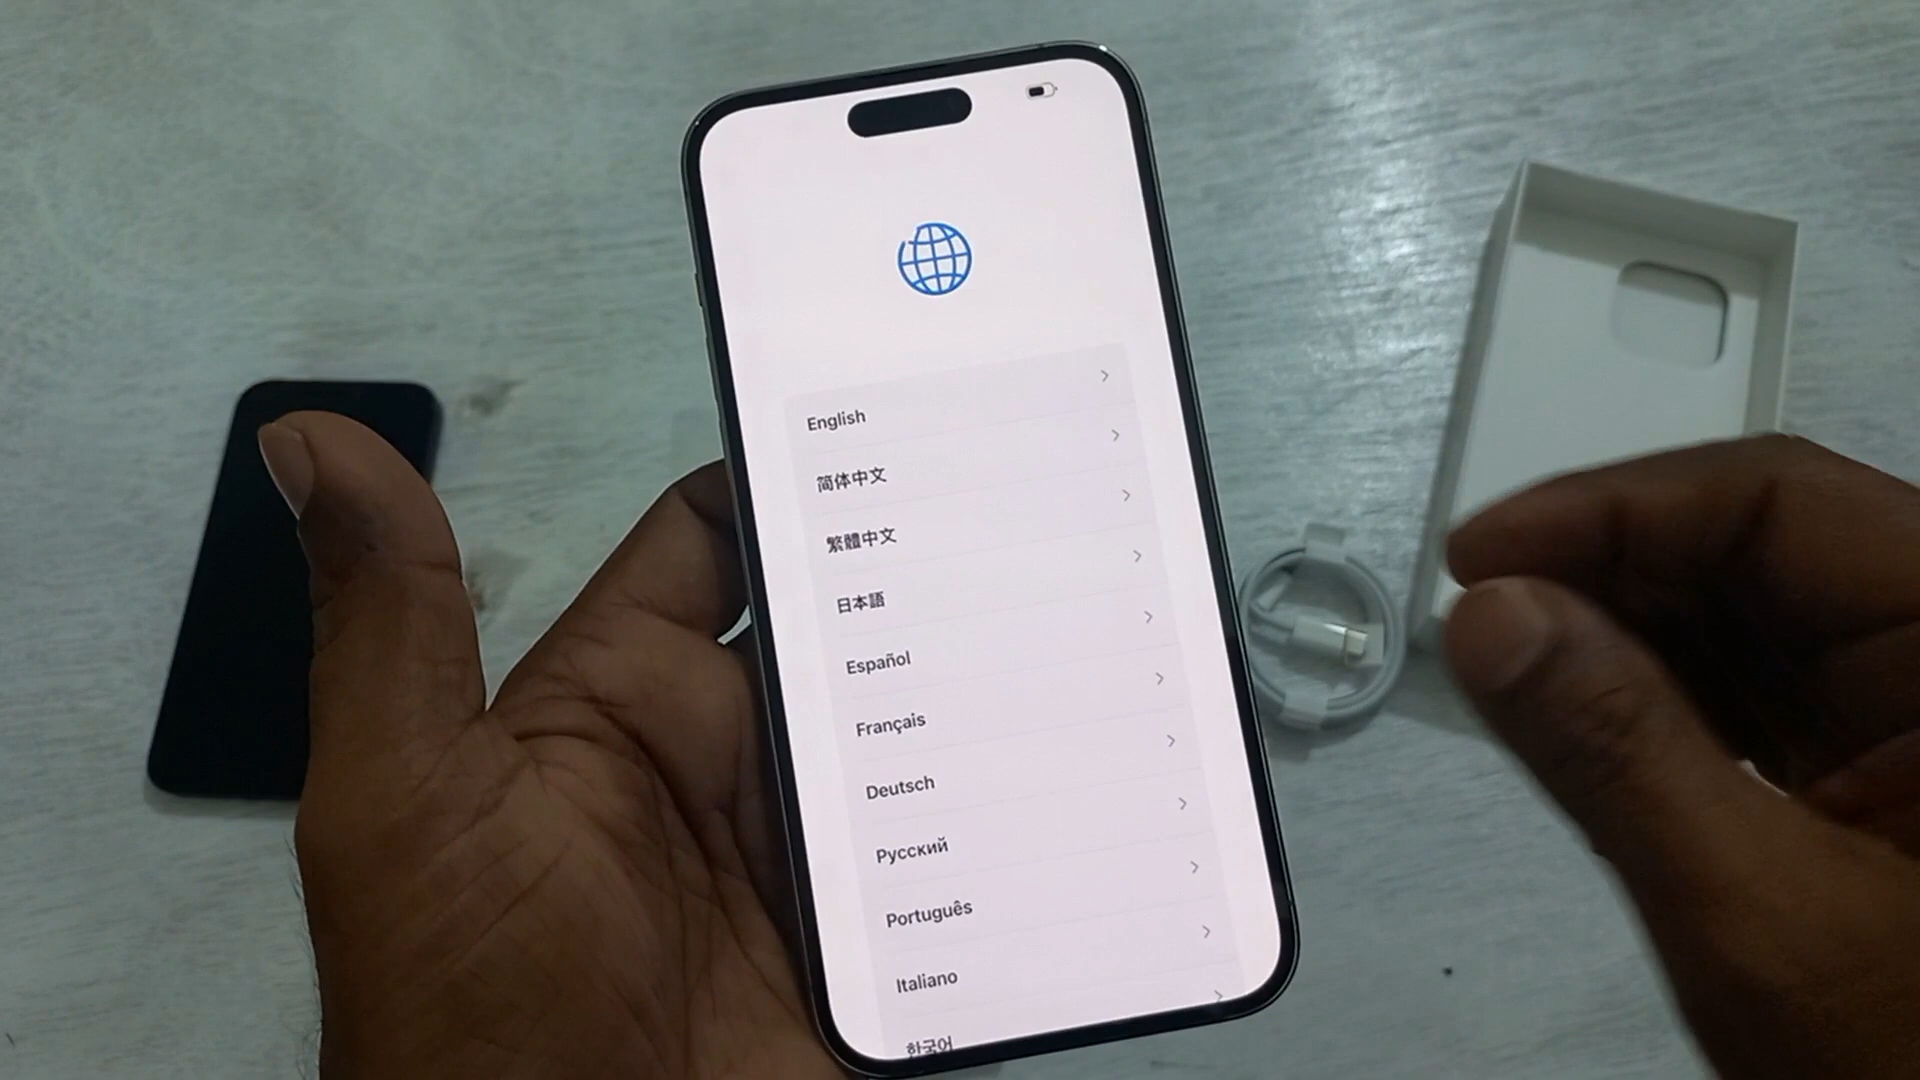 English
简体中文
繁體中文
日本語
Español
Français
Deutsch
Русский
Português
Italiano
한국어